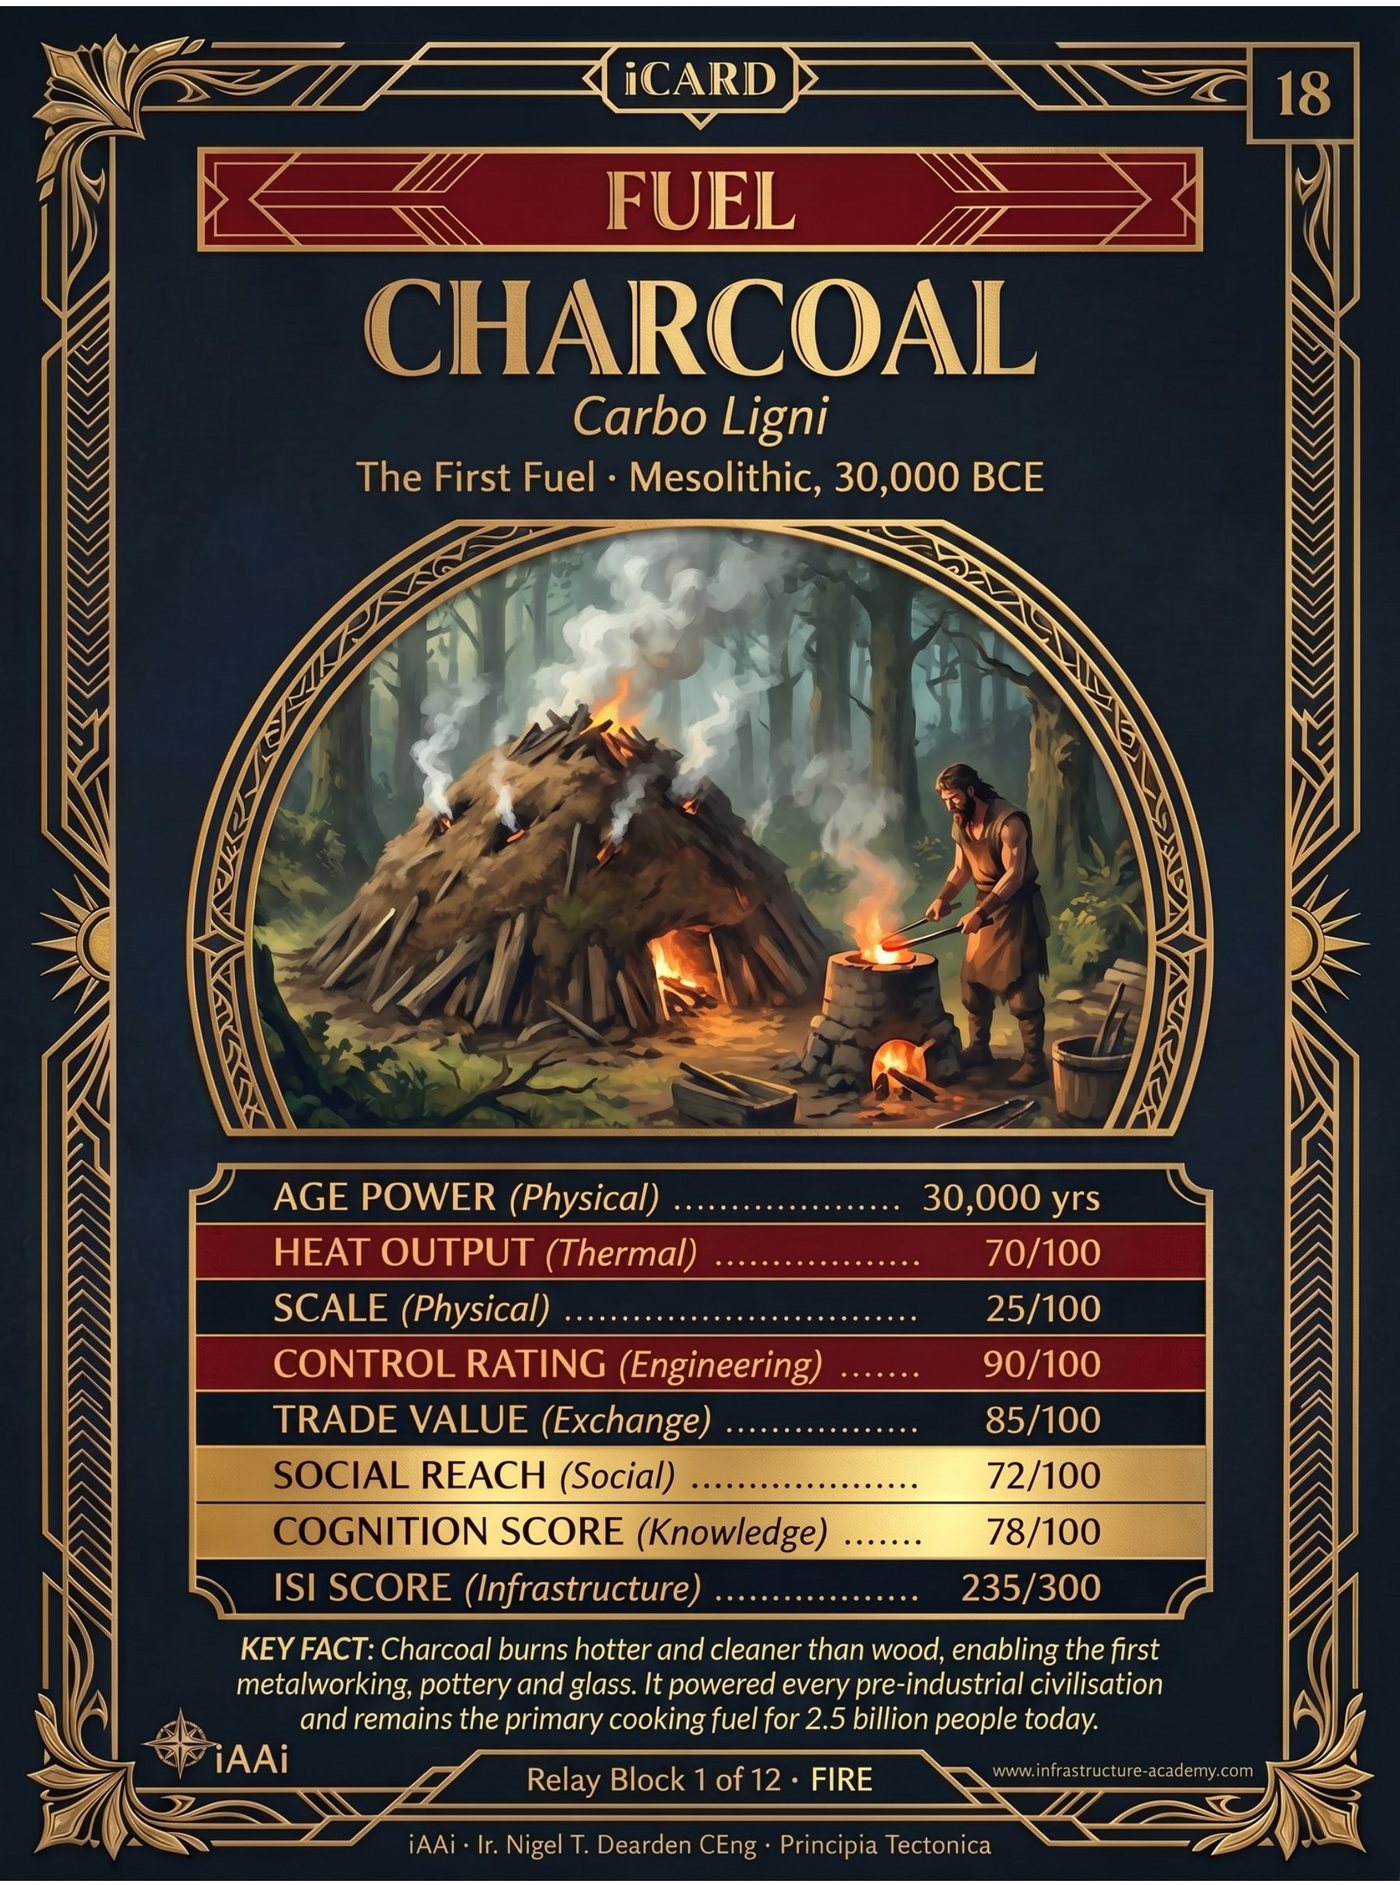 iCARD
18
FUEL
CHARCOAL
Carbo Ligni
The First Fuel · Mesolithic, 30,000 BCE
AGE POWER (Physical) .................... 30,000 yrs
HEAT OUTPUT (Thermal) .................. 70/100
SCALE (Physical) ............................... 25/100
CONTROL RATING (Engineering) ....... 90/100
TRADE VALUE (Exchange) ................. 85/100
SOCIAL REACH (Social) .................... 72/100
COGNITION SCORE (Knowledge) ....... 78/100
ISI SCORE (Infrastructure) .................. 235/300
KEY FACT: Charcoal burns hotter and cleaner than wood, enabling the first
metalworking, pottery and glass. It powered every pre-industrial civilisation
and remains the primary cooking fuel for 2.5 billion people today.
iAAi
Relay Block 1 of 12 · FIRE
www.infrastructure-academy.com
iAAi · Ir. Nigel T. Dearden CEng · Principia Tectonica